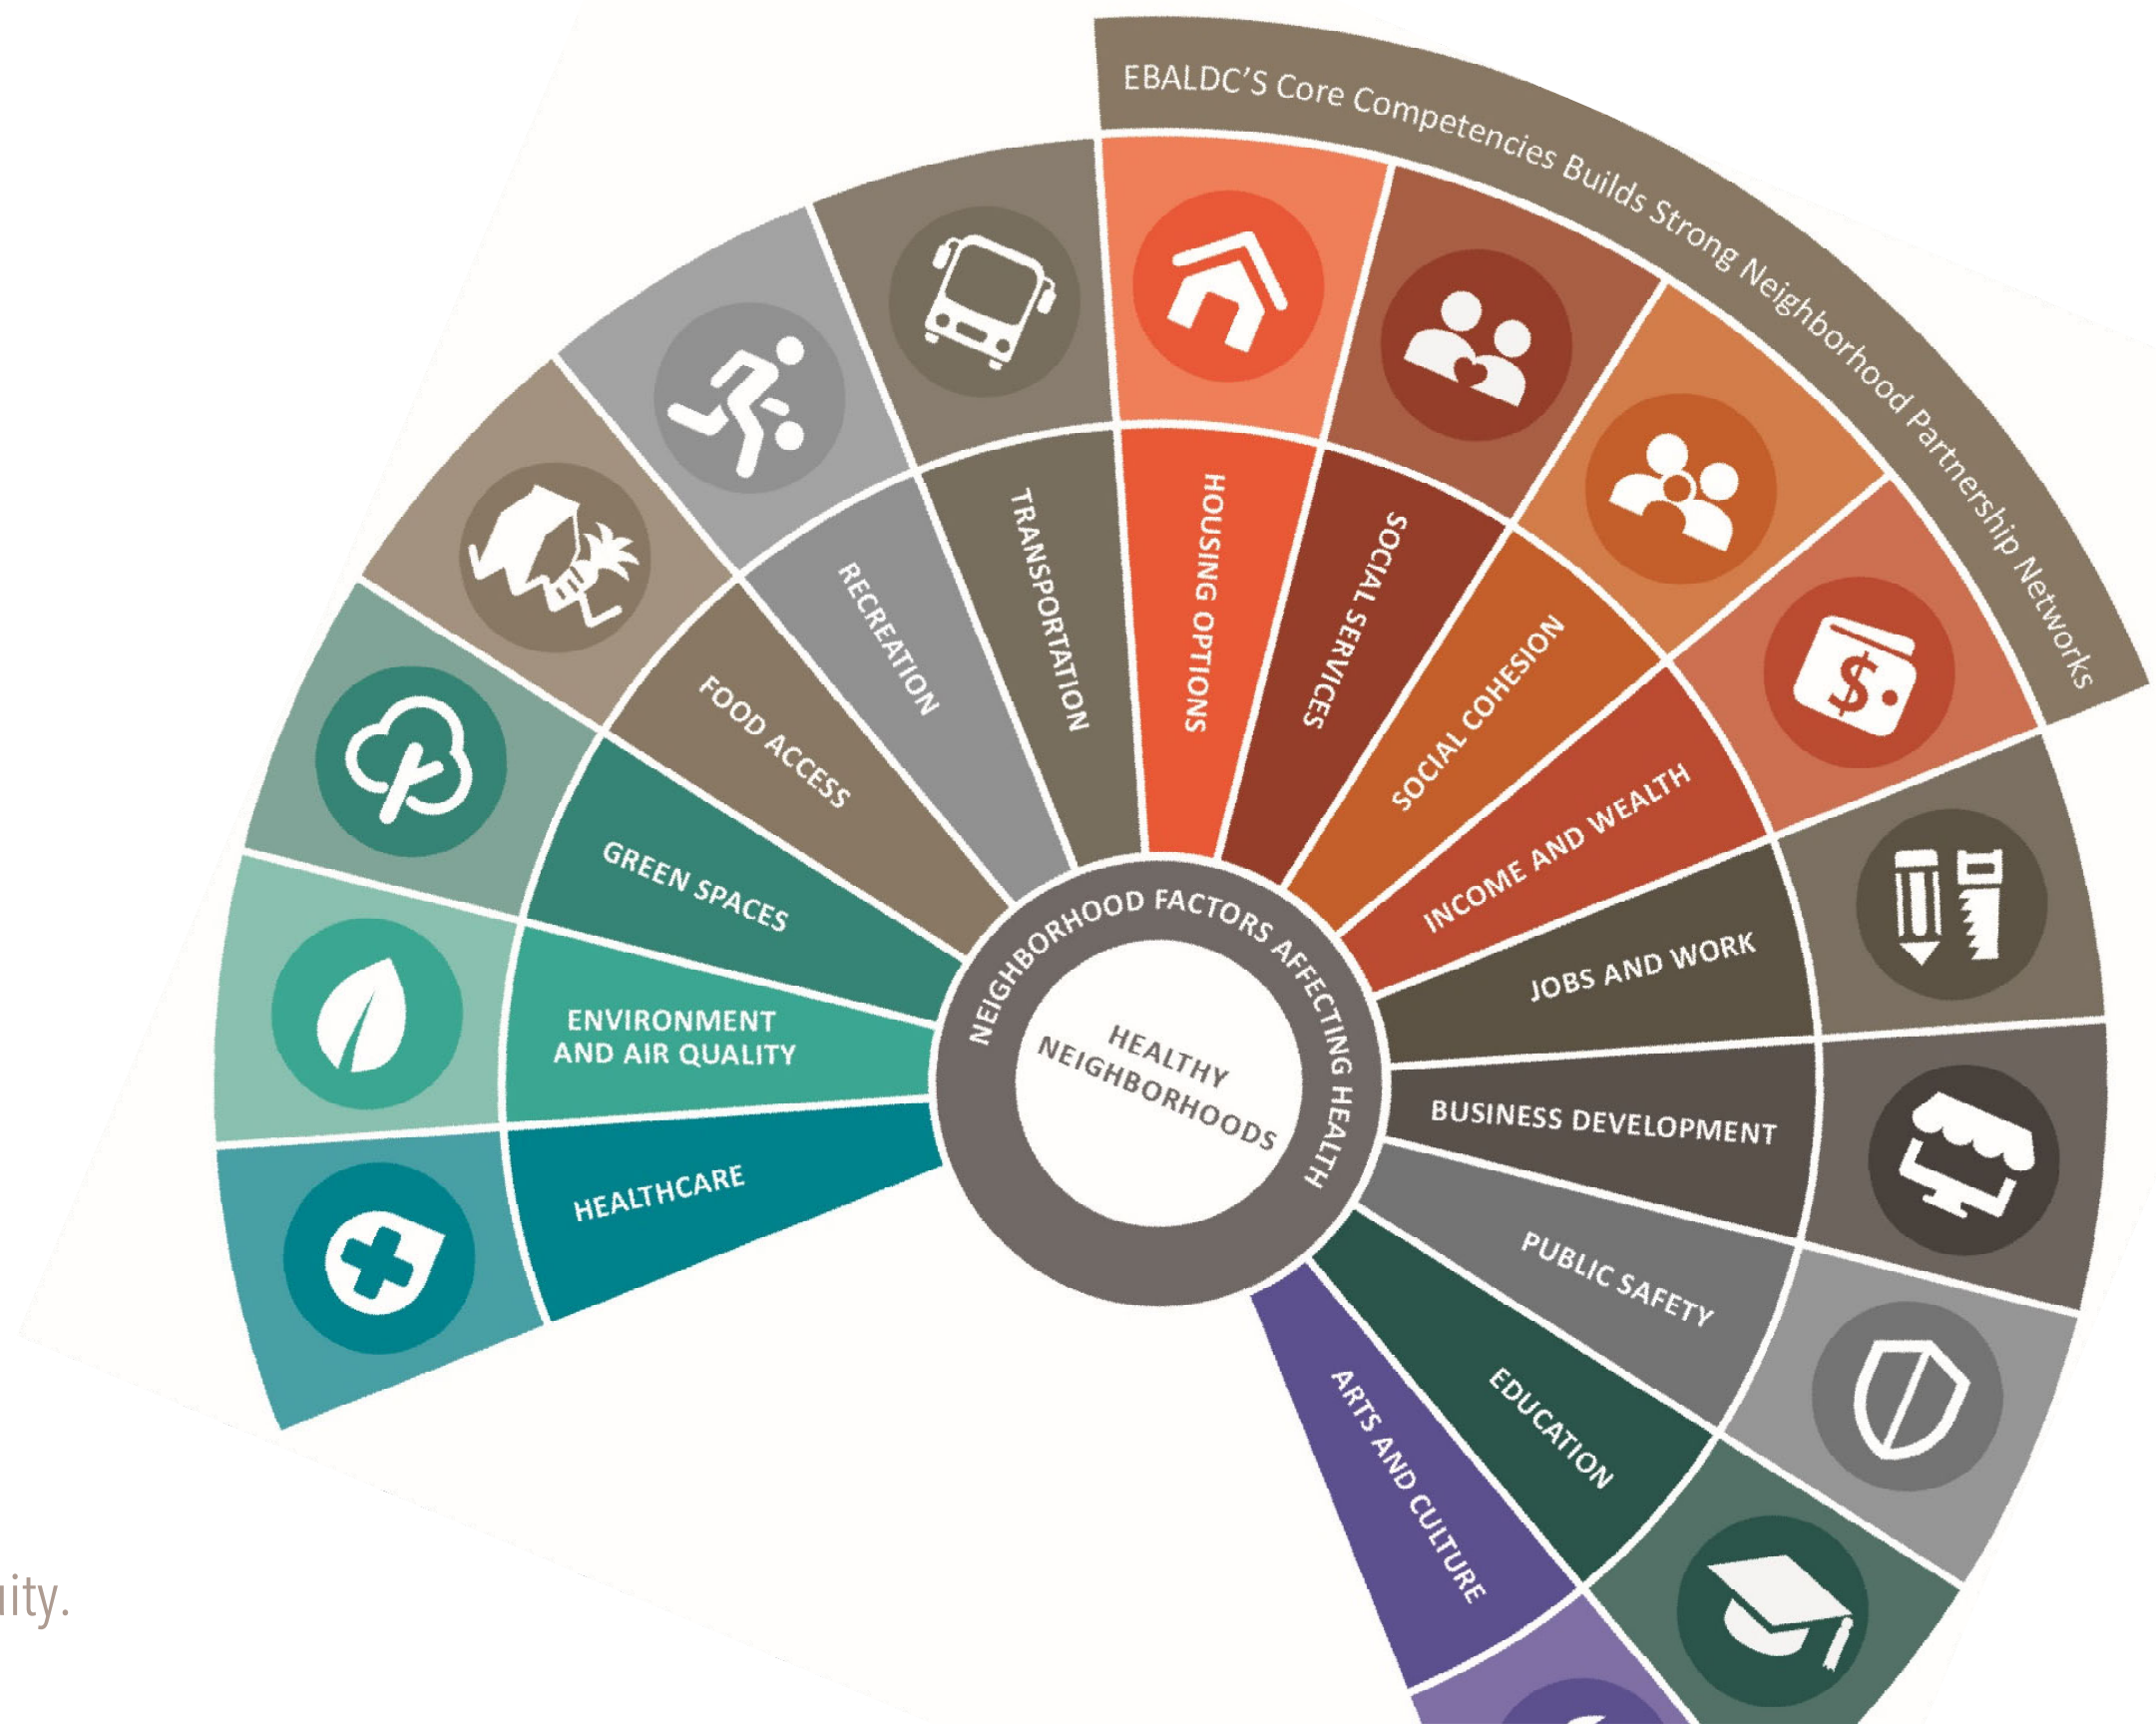 EBALDC'S Core Competencies Builds Strong Neighborhood Partnership Networks
HEALTHCARE
ENVIRONMENT
AND AIR QUALITY
GREEN SPACES
FOOD ACCESS
RECREATION
TRANSPORTATION
HOUSING OPTIONS
SOCIAL SERVICES
SOCIAL COHESION
INCOME AND WEALTH
JOBS AND WORK
BUSINESS DEVELOPMENT
PUBLIC SAFETY
EDUCATION
ARTS AND CULTURE
NEIGHBORHOOD FACTORS AFFECTING HEALTH
HEALTHY
NEIGHBORHOODS
$